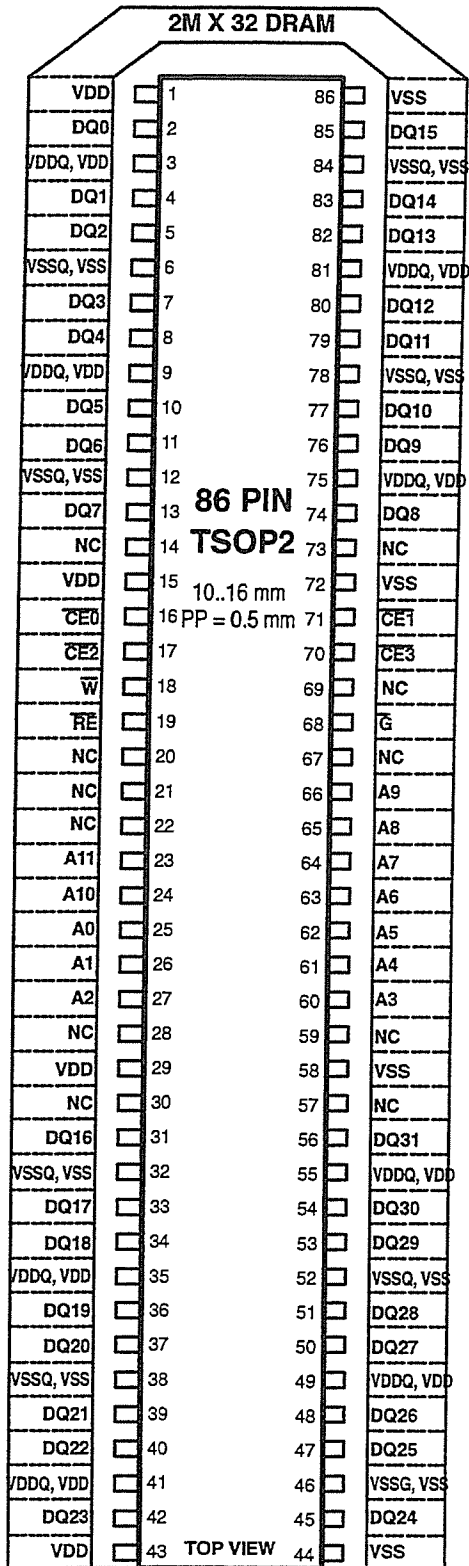 2M X 32 DRAM
VDD 1 86 VSS
DQ0 2 85 DQ15
VDDQ, VDD 3 84 VSSQ, VSS
DQ1 4 83 DQ14
DQ2 5 82 DQ13
VSSQ, VSS 6 81 VDDQ, VDD
DQ3 7 80 DQ12
DQ4 8 79 DQ11
VDDQ, VDD 9 78 VSSQ, VSS
DQ5 10 77 DQ10
DQ6 11 76 DQ9
VSSQ, VSS 12 75 VDDQ, VDD
86 PIN
DQ7 13 74 DQ8
TSOP2
NC 14 73 NC
VDD 15 72 VSS
10..16 mm
C̅E̅0̅ 16 PP = 0.5 mm 71 C̅E̅1̅
C̅E̅2̅ 17 70 C̅E̅3̅
W̅ 18 69 NC
R̅E̅ 19 68 G̅
NC 20 67 NC
NC 21 66 A9
NC 22 65 A8
A11 23 64 A7
A10 24 63 A6
A0 25 62 A5
A1 26 61 A4
A2 27 60 A3
NC 28 59 NC
VDD 29 58 VSS
NC 30 57 NC
DQ16 31 56 DQ31
VSSQ, VSS 32 55 VDDQ, VDD
DQ17 33 54 DQ30
DQ18 34 53 DQ29
VDDQ, VDD 35 52 VSSQ, VSS
DQ19 36 51 DQ28
DQ20 37 50 DQ27
VSSQ, VSS 38 49 VDDQ, VDD
DQ21 39 48 DQ26
DQ22 40 47 DQ25
VDDQ, VDD 41 46 VSSG, VSS
DQ23 42 45 DQ24
VDD 43 TOP VIEW 44 VSS